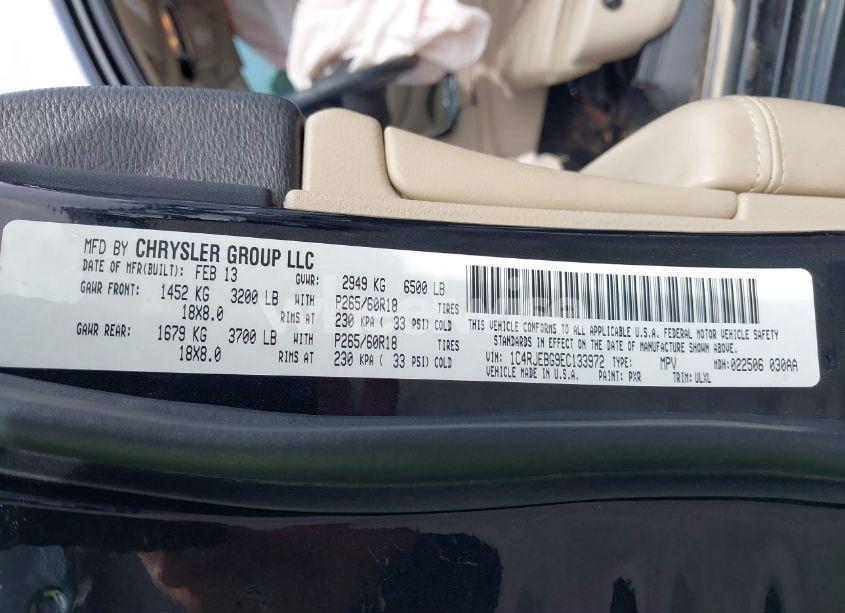 MFD BY CHRYSLER GROUP LLC
DATE OF MFR(BUILT): FEB 13 GVWR: 2949 KG 6500 LB
GAWR FRONT: 1452 KG 3200 LB WITH P265/60R18 TIRES
18X8.0 RIMS AT 230 KPA ( 33 PSI) COLD
GAWR REAR: 1679 KG 3700 LB WITH P265/60R18 TIRES
18X8.0 RIMS AT 230 KPA ( 33 PSI) COLD
THIS VEHICLE CONFORMS TO ALL APPLICABLE U.S.A. FEDERAL MOTOR VEHICLE SAFETY
STANDARDS IN EFFECT ON THE DATE OF MANUFACTURE SHOWN ABOVE.
VIN: 1C4RJEBG9EC133972 TYPE: MPV MDH: 022506 030AA
VEHICLE MADE IN U.S.A. PAINT: PXR TRIM: ULXL